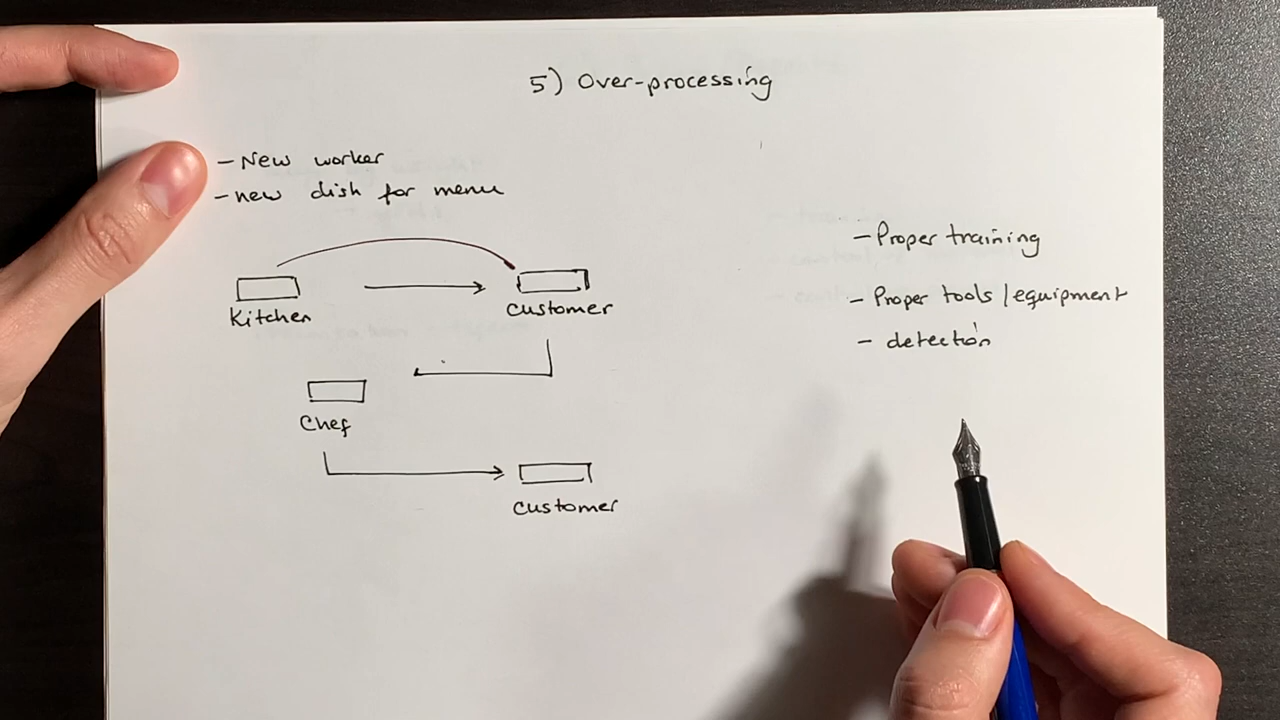 5) Over-processing
- New worker
- new dish for menu
Kitchen
customer
Chef
customer
- Proper training
- Proper tools / equipment
- detection